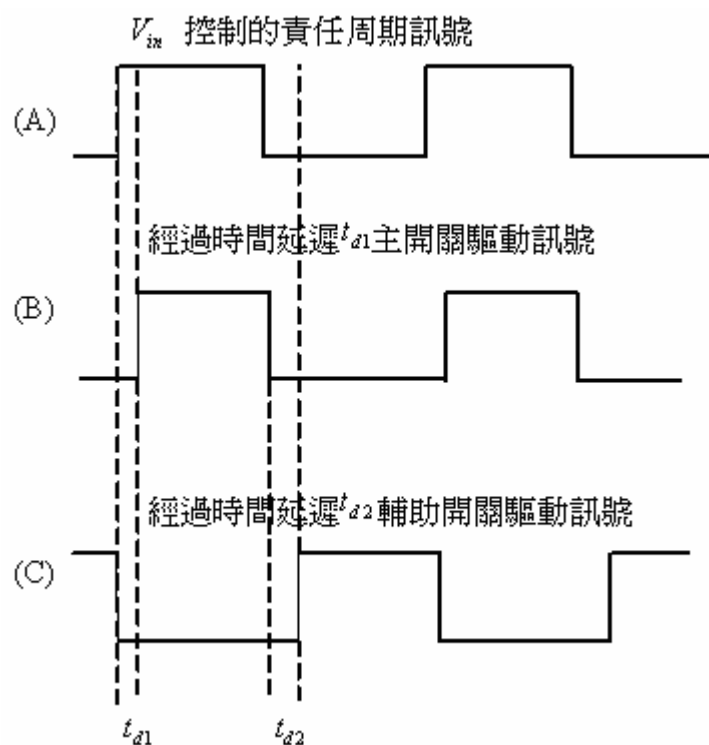 V_in 控制的責任周期訊號
(A)
經過時間延遲t_d1主開關驅動訊號
(B)
經過時間延遲t_d2輔助開關驅動訊號
(C)
t_d1 t_d2